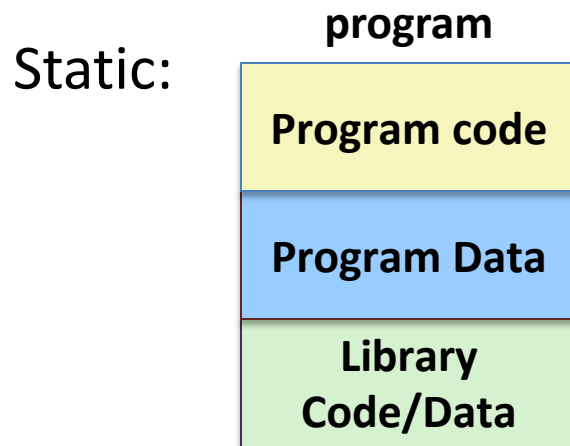 program
Static:
Program code
Program Data
Library
Code/Data